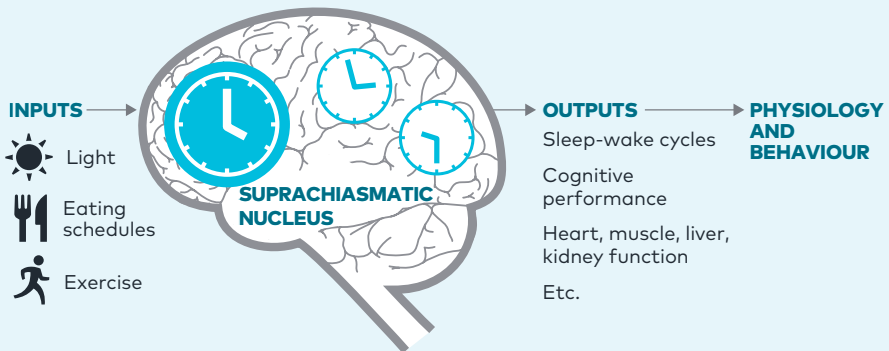 INPUTS
Light
Eating
schedules
Exercise
SUPRACHIASMATIC
NUCLEUS
OUTPUTS
Sleep-wake cycles
Cognitive
performance
Heart, muscle, liver,
kidney function
Etc.
PHYSIOLOGY
AND
BEHAVIOUR